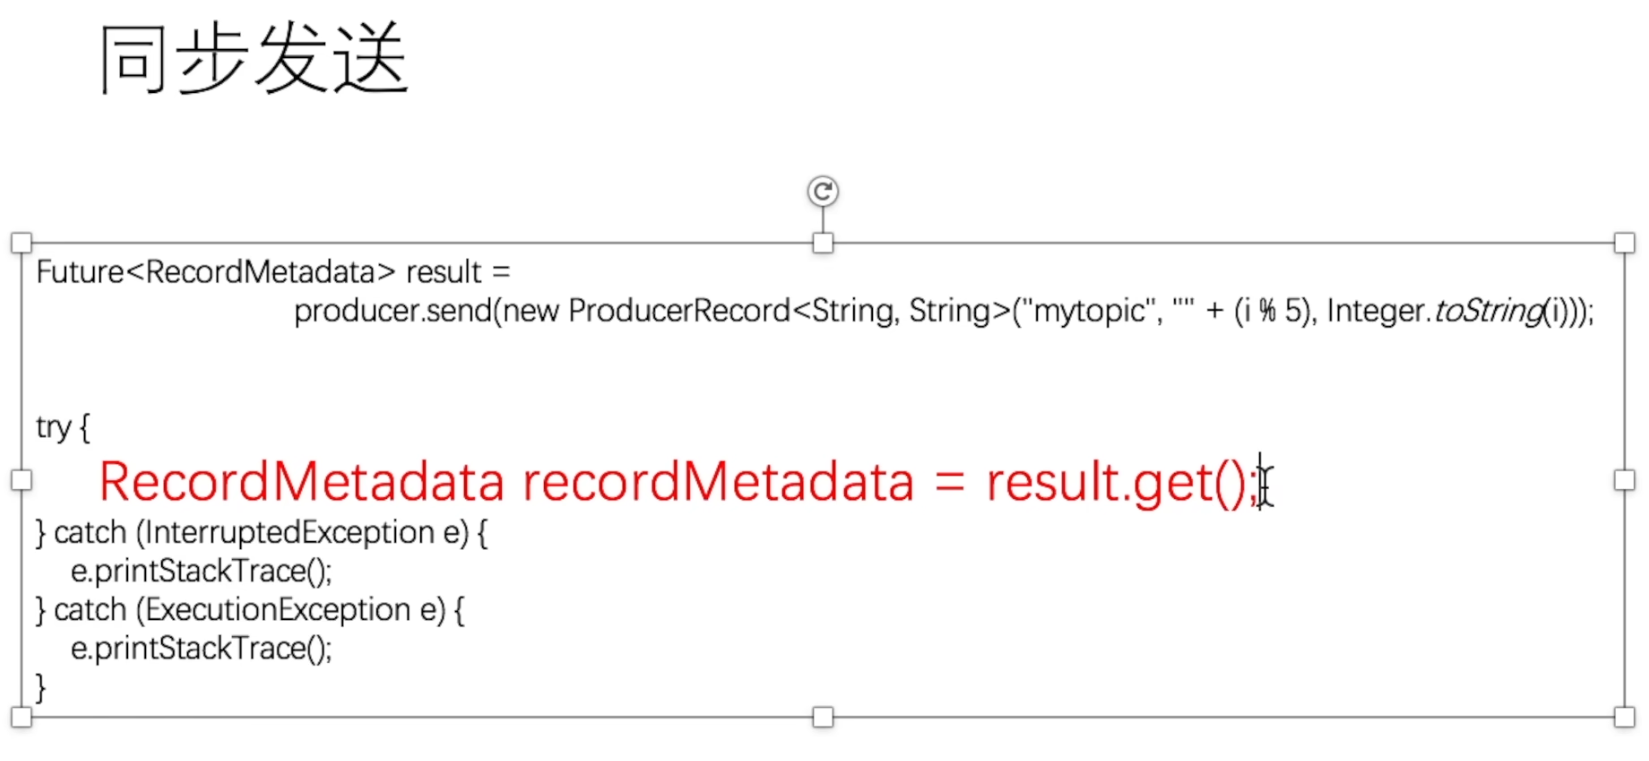 同步发送
Future<RecordMetadata> result =
producer.send(new ProducerRecord<String, String>("mytopic", "" + (i % 5), Integer.toString(i)));
try {
RecordMetadata recordMetadata = result.get();
} catch (InterruptedException e) {
e.printStackTrace();
} catch (ExecutionException e) {
e.printStackTrace();
}